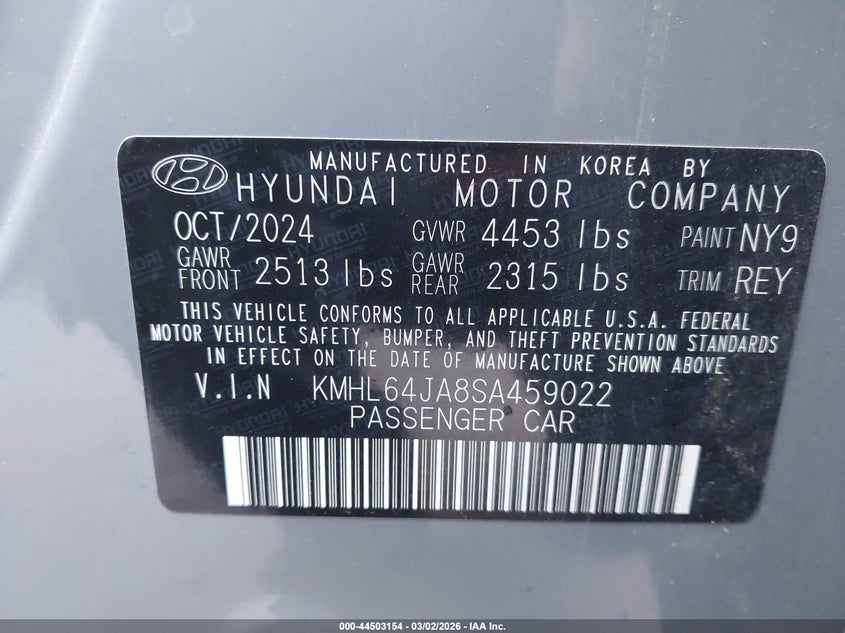 MANUFACTURED IN KOREA BY
HYUNDAI MOTOR COMPANY
OCT/2024 GVWR 4453 lbs PAINT NY9
GAWR FRONT 2513 lbs GAWR REAR 2315 lbs TRIM REY
THIS VEHICLE CONFORMS TO ALL APPLICABLE U.S.A. FEDERAL
MOTOR VEHICLE SAFETY, BUMPER, AND THEFT PREVENTION STANDARDS
IN EFFECT ON THE DATE OF MANUFACTURE SHOWN ABOVE
V.I.N KMHL64JA8SA459022
PASSENGER CAR
000-44503154 - 03/02/2026 - IAA Inc.